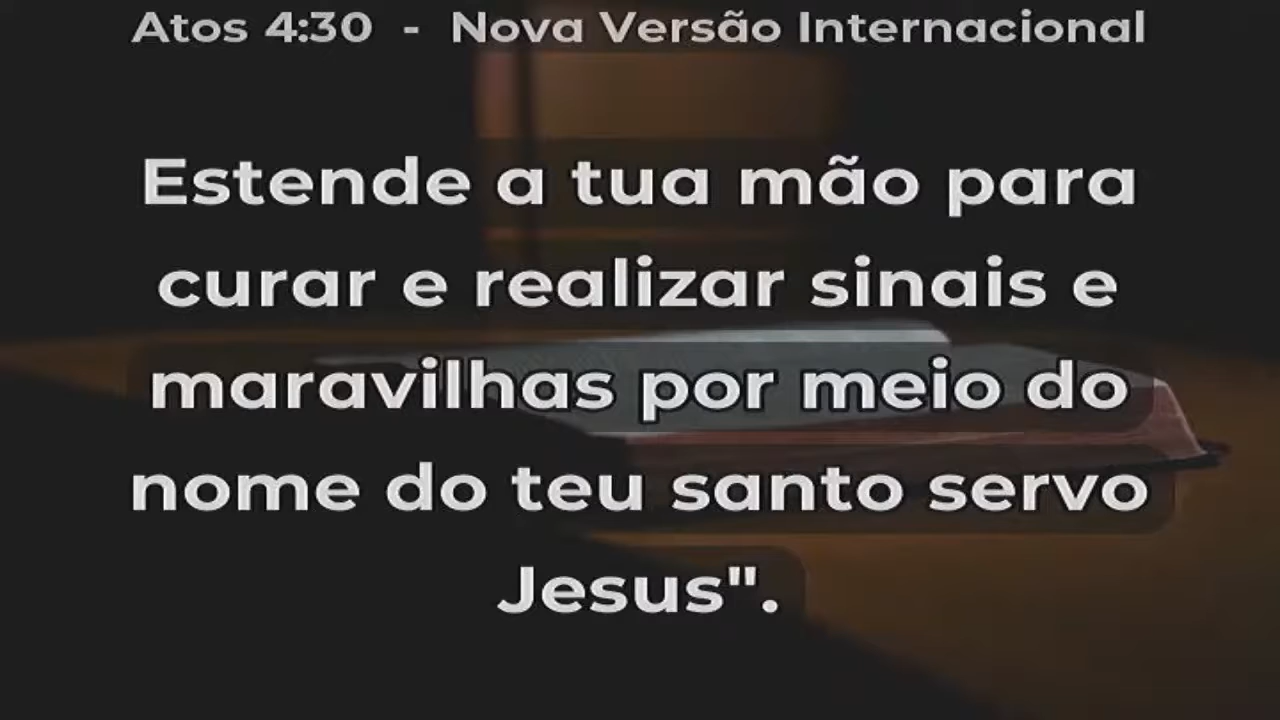 Atos 4:30 - Nova Versão Internacional
Estende a tua mão para
curar e realizar sinais e
maravilhas por meio do
nome do teu santo servo
Jesus".